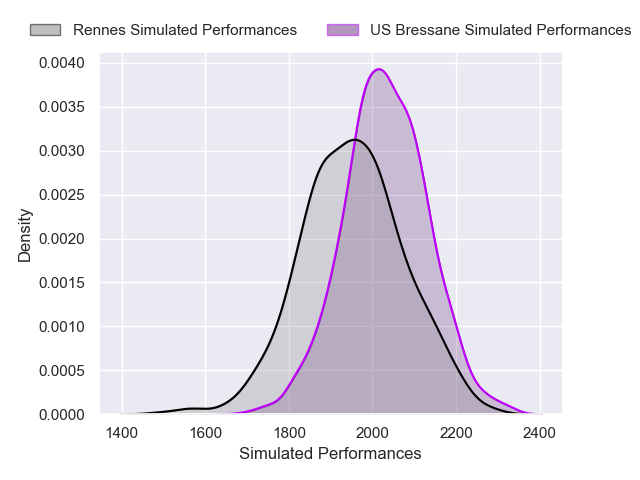 Rennes Simulated Performances
US Bressane Simulated Performances
0.0040
0.0035
0.0030
0.0025
0.0020
0.0015
0.0010
0.0005
0.0000
Density
1400 1600 1800 2000 2200 2400
Simulated Performances